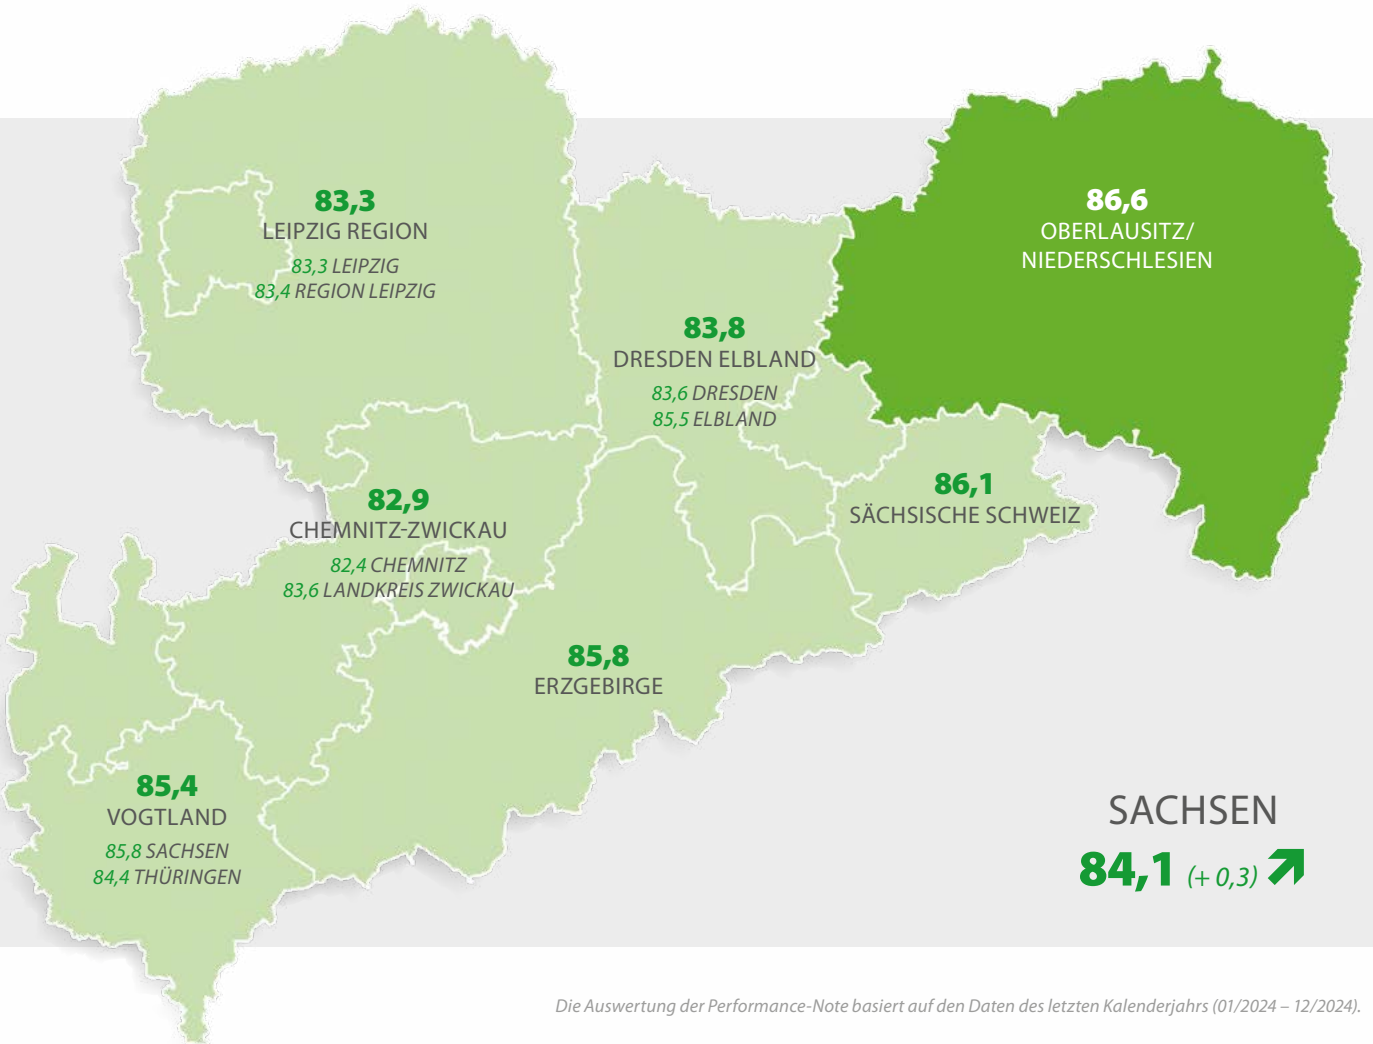 83,3
LEIPZIG REGION
83,3 LEIPZIG
83,4 REGION LEIPZIG
86,6
OBERLAUSITZ/
NIEDERSCHLESIEN
83,8
DRESDEN ELBLAND
83,6 DRESDEN
85,5 ELBLAND
82,9
CHEMNITZ-ZWICKAU
82,4 CHEMNITZ
83,6 LANDKREIS ZWICKAU
86,1
SÄCHSISCHE SCHWEIZ
85,8
ERZGEBIRGE
85,4
VOGTLAND
85,8 SACHSEN
84,4 THÜRINGEN
SACHSEN
84,1 (+ 0,3)
Die Auswertung der Performance-Note basiert auf den Daten des letzten Kalenderjahrs (01/2024 – 12/2024).